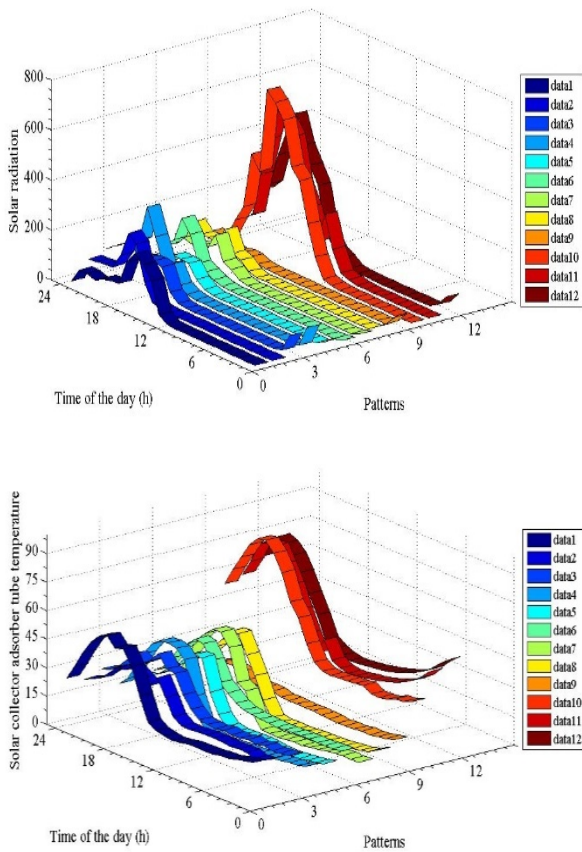 800
600
400
200
0
24
18
12
6
0
0
3
6
9
12
Solar radiation
Time of the day (h)
Patterns
data1
data2
data3
data4
data5
data6
data7
data8
data9
data10
data11
data12
90
75
60
45
30
15
0
24
18
12
6
0
0
3
6
9
12
Solar collector adsorber tube temperature
Time of the day (h)
Patterns
data1
data2
data3
data4
data5
data6
data7
data8
data9
data10
data11
data12